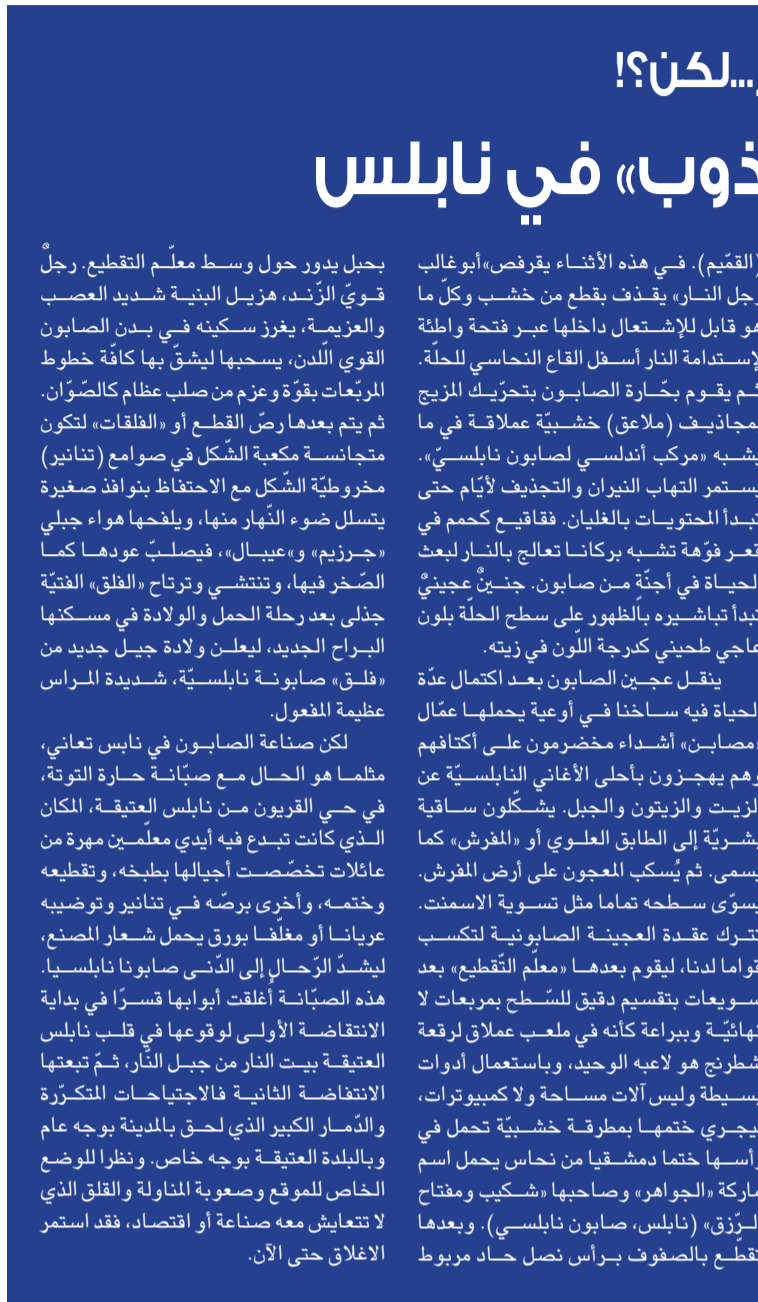 ...لكن؟!
ذوب» في نابلس
(القمّيم). في هذه الأثناء يقرفص»أبوغالب
رجل النار» يقذف بقطع من خشب وكلّ ما
هو قابل للإشتعال داخلها عبر فتحة واطئة
لإستدامة النار أسفل القاع النحاسي للحلّة.
ثم يقوم بحّارة الصابون بتحرّيك المزيج
بمجاذيف (ملاعق) خشبيّة عملاقة في ما
يشبه «مركب أندلسي لصابون نابلسيّ».
يستمر التهاب النيران والتجذيف لأيّام حتى
تبدأ المحتويات بالغليان. فقاقيع كحمم في
قعر فوّهة تشبه بركانا تعالج بالنار لبعث
الحياة في أجنّة من صابون. جنينٌ عجينيٌ
تبدأ تباشيره بالظهور على سطح الحلّة بلون
عاجي طحيني كدرجة اللّون في زيته.
ينقل عجين الصابون بعد اكتمال عدّة
الحياة فيه ساخنا في أوعية يحملها عمّال
«مصابن» أشداء مخضرمون على أكتافهم
وهم يهجزون بأحلى الأغاني النابلسيّة عن
الزيت والزيتون والجبل. يشكّلون ساقية
بشريّة إلى الطابق العلوي أو «المفرش» كما
يسمى. ثم يُسكب المعجون على أرض المفرش.
يسوّى سطحه تماما مثل تسوية الاسمنت.
تترك عقدة العجينة الصابونية لتكسب
قواما لدنا، ليقوم بعدها «معلّم التّقطيع» بعد
سويعات بتقسيم دقيق للسّطح بمربعات لا
نهائيّة وببراعة كأنه في ملعب عملاق لرقعة
شطرنج هو لاعبه الوحيد، وباستعمال أدوات
بسيطة وليس آلات مساحة ولا كمبيوترات،
يجري ختمها بمطرقة خشبيّة تحمل في
رأسها ختما دمشقيا من نحاس يحمل اسم
ماركة «الجواهر» وصاحبها «شكيب ومفتاح
الرّزق» (نابلس، صابون نابلسي). وبعدها
تقطّع بالصفوف برأس نصل حاد مربوط
بحبل يدور حول وسط معلّم التقطيع. رجلٌ
قويّ الزّند، هزيل البنية شديد العصب
والعزيمة، يغرز سكينه في بدن الصابون
القوي الّلدن، يسحبها ليشقّ بها كافّة خطوط
المربّعات بقوّة وعزم من صلب عظام كالصّوّان.
ثم يتم بعدها رصّ القطع أو «الفلقات» لتكون
متجانسة مكعبة الشّكل في صوامع (تنانير)
مخروطيّة الشّكل مع الاحتفاظ بنوافذ صغيرة
يتسلل ضوء النّهار منها، ويلفحها هواء جبلي
«جرزيم» و»عيبال»، فيصلبّ عودها كما
الصّخر فيها، وتنتشي وترتاح «الفلق» الفتيّة
جذلى بعد رحلة الحمل والولادة في مسكنها
البراح الجديد، ليعلن ولادة جيل جديد من
«فلق» صابونة نابلسيّة، شديدة المراس
عظيمة المفعول.
لكن صناعة الصابون في نابس تعاني،
مثلما هو الحال مع صبّانة حارة التوتة،
في حي القريون من نابلس العتيقة، المكان
الذي كانت تبدع فيه أيدي معلّمين مهرة من
عائلات تخصّصت أجيالها بطبخه، وتقطيعه
وختمه، وأخرى برصّه في تنانير وتوضيبه
عريانا أو مغلّفا بورق يحمل شعار المصنع،
ليشدّ الرّحال إلى الدّنى صابونا نابلسيا.
هذه الصبّانة أُغلقت أبوابها قسرًا في بداية
الانتقاضة الأولى لوقوعها في قلب نابلس
العتيقة بيت النار من جبل النّار، ثمّ تبعتها
الانتفاضة الثانية فالاجتياحات المتكرّرة
والدّمار الكبير الذي لحق بالمدينة بوجه عام
وبالبلدة العتيقة بوجه خاص. ونظرا للوضع
الخاص للموقع وصعوبة المناولة والقلق الذي
لا تتعايش معه صناعة أو اقتصاد، فقد استمر
الاغلاق حتى الآن.